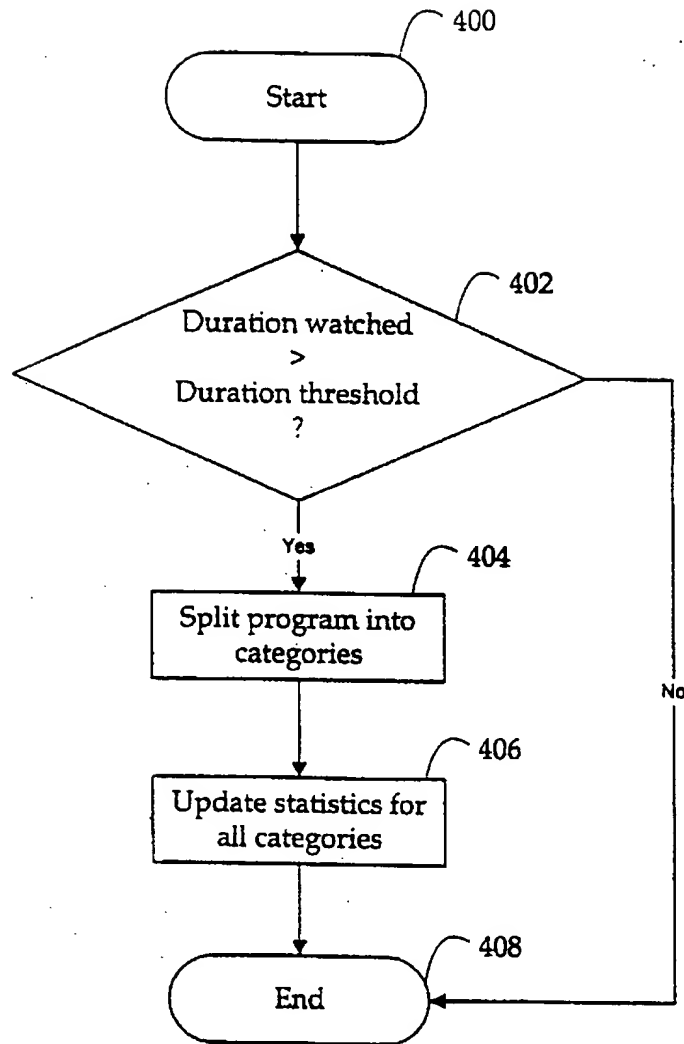 400
Start
402
Duration watched
>
Duration threshold
?
Yes
404
Split program into
categories
No
406
Update statistics for
all categories
408
End